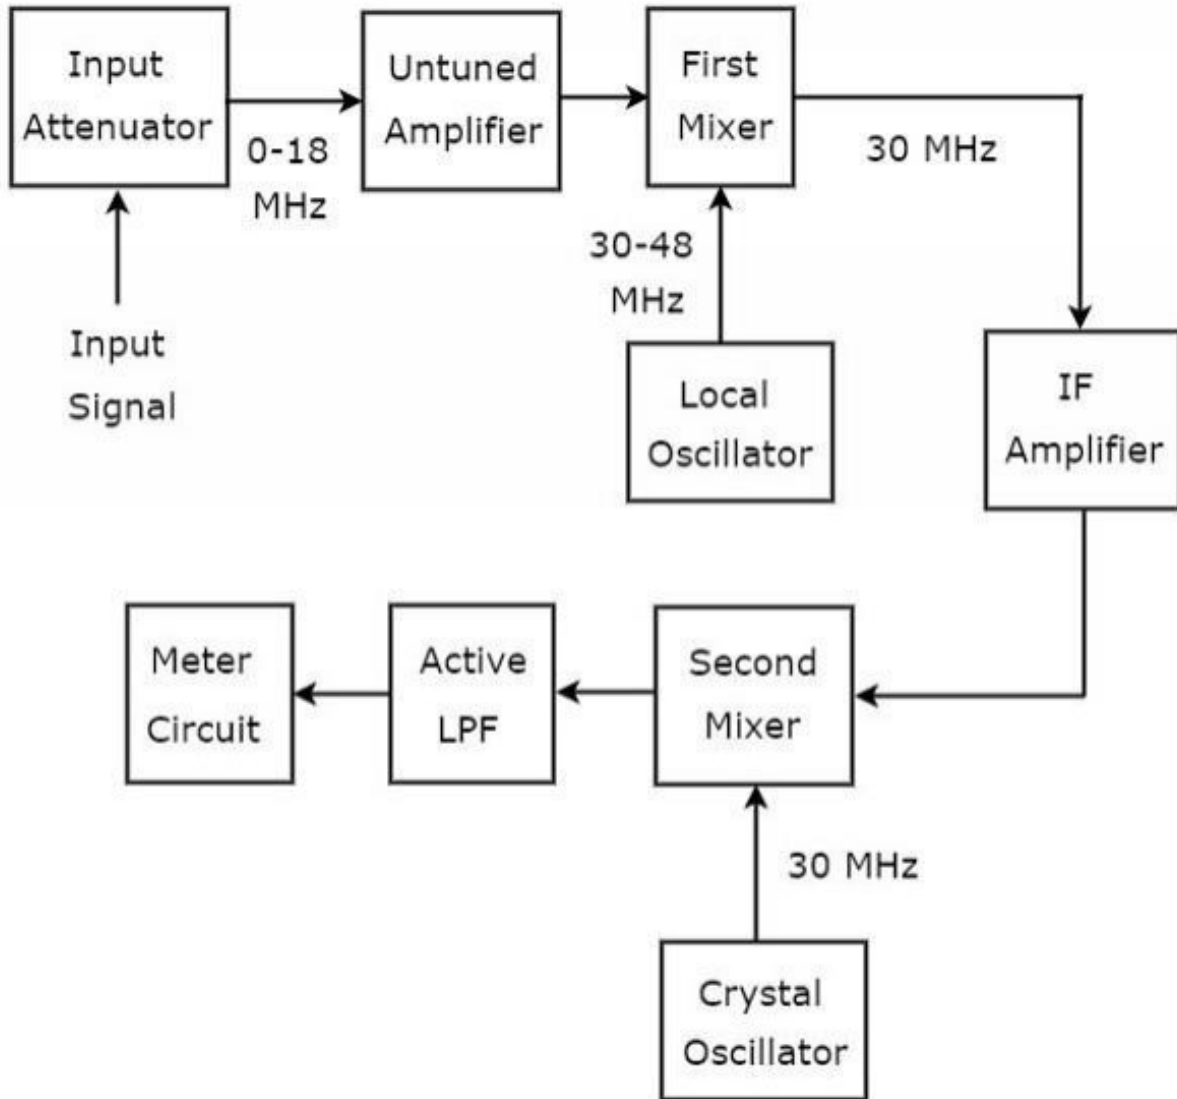 Input
Attenuator
0-18
MHz
Untuned
Amplifier
First
Mixer
30 MHz
Input
Signal
30-48
MHz
Local
Oscillator
IF
Amplifier
Meter
Circuit
Active
LPF
Second
Mixer
30 MHz
Crystal
Oscillator